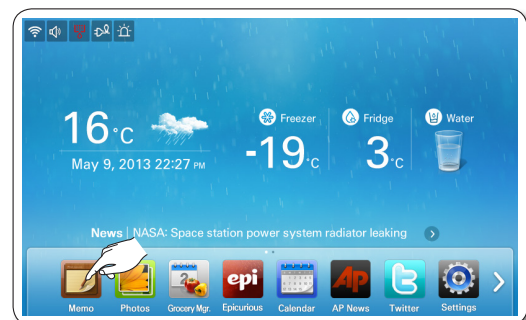 Freezer Fridge Water
16°C -19°C 3°C
May 9, 2013 22:27 PM
News | NASA: Space station power system radiator leaking
epi AP
Memo Photos Grocery Mgr. Epicurious Calendar AP News Twitter Settings